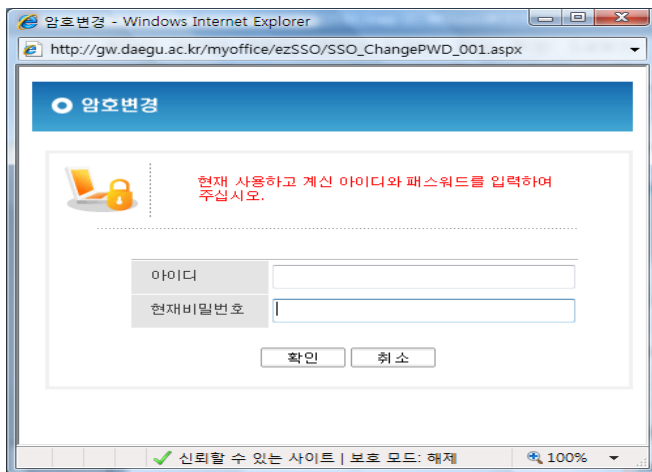 암호변경 - Windows Internet Explorer
http://gw.daegu.ac.kr/myoffice/ezSSO/SSO_ChangePWD_001.aspx
암호변경
현재 사용하고 계신 아이디와 패스워드를 입력하여
주십시오.
아이디
현재비밀번호
확인 취소
신뢰할 수 있는 사이트 | 보호 모드: 해제 100%